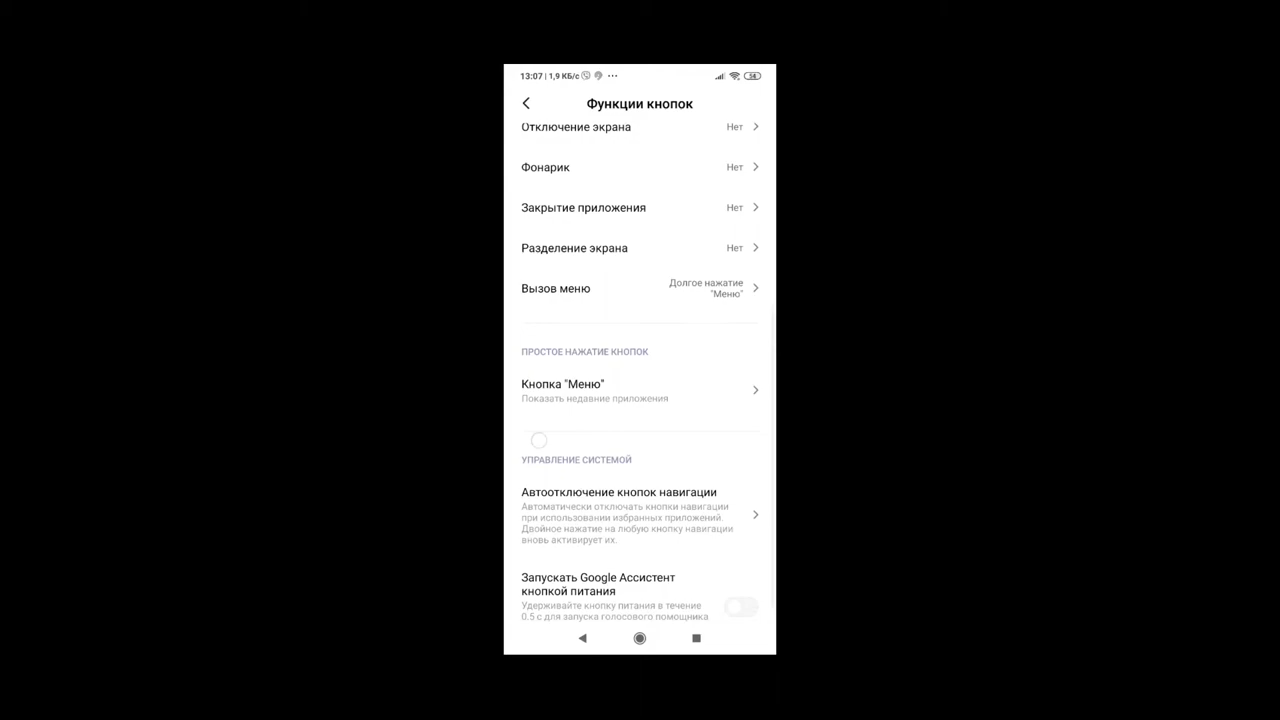 13:07 | 1,9 КБ/с ... 54
Функции кнопок
Отключение экрана Нет
Фонарик Нет
Закрытие приложения Нет
Разделение экрана Нет
Вызов меню Долгое нажатие
"Меню"
ПРОСТОЕ НАЖАТИЕ КНОПОК
Кнопка "Меню"
Показать недавние приложения
УПРАВЛЕНИЕ СИСТЕМОЙ
Автоотключение кнопок навигации
Автоматически отключать кнопки навигации
при использовании избранных приложений.
Двойное нажатие на любую кнопку навигации
вновь активирует их.
Запускать Google Ассистент
кнопкой питания
Удерживайте кнопку питания в течение
0.5 с для запуска голосового помощника